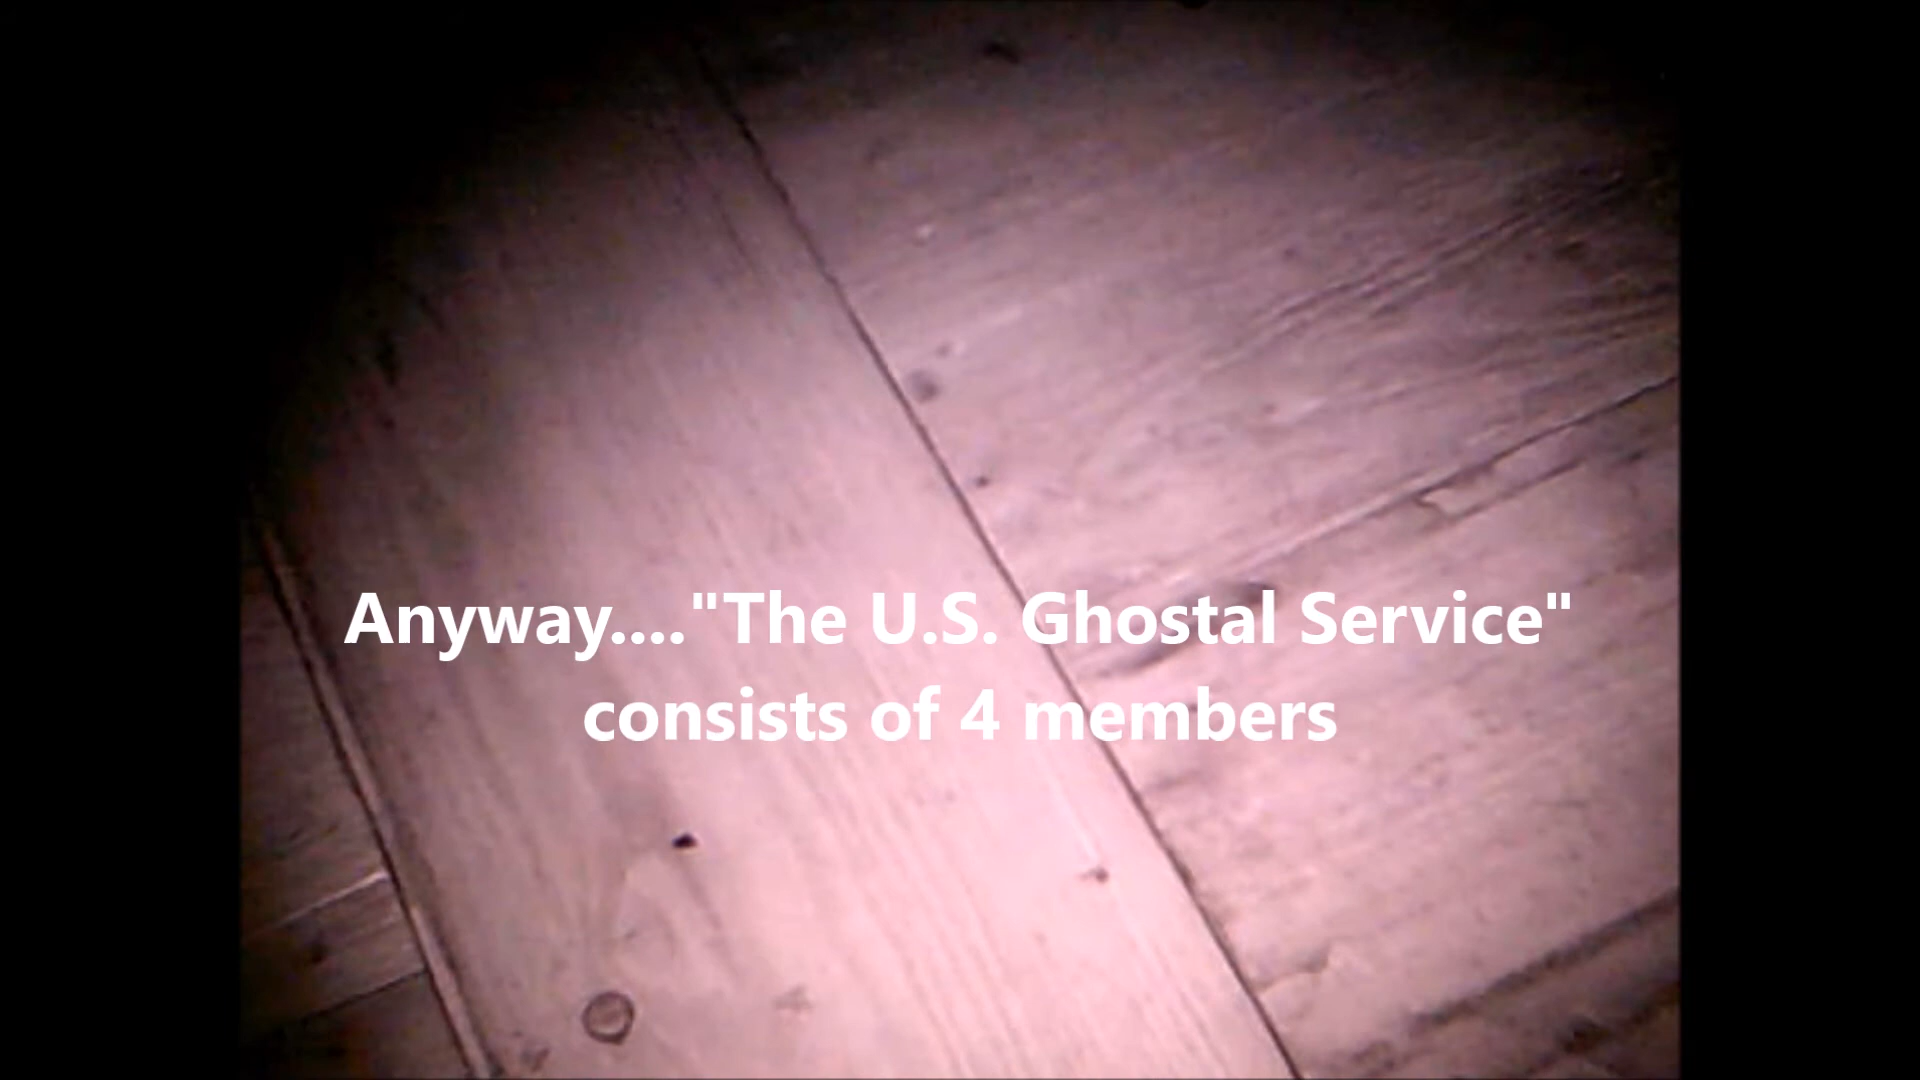 Anyway...."The U.S. Ghostal Service"
consists of 4 members